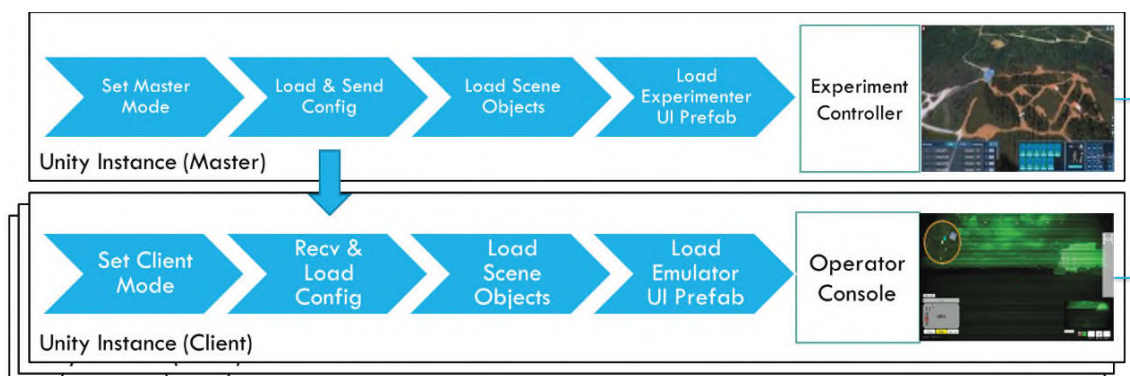 Set Master
Mode
Load & Send
Config
Load Scene
Objects
Load
Experimenter
UI Prefab
Experiment
Controller
Unity Instance (Master)
Set Client
Mode
Recv &
Load
Config
Load
Scene
Objects
Load
Emulator
UI Prefab
Operator
Console
Unity Instance (Client)